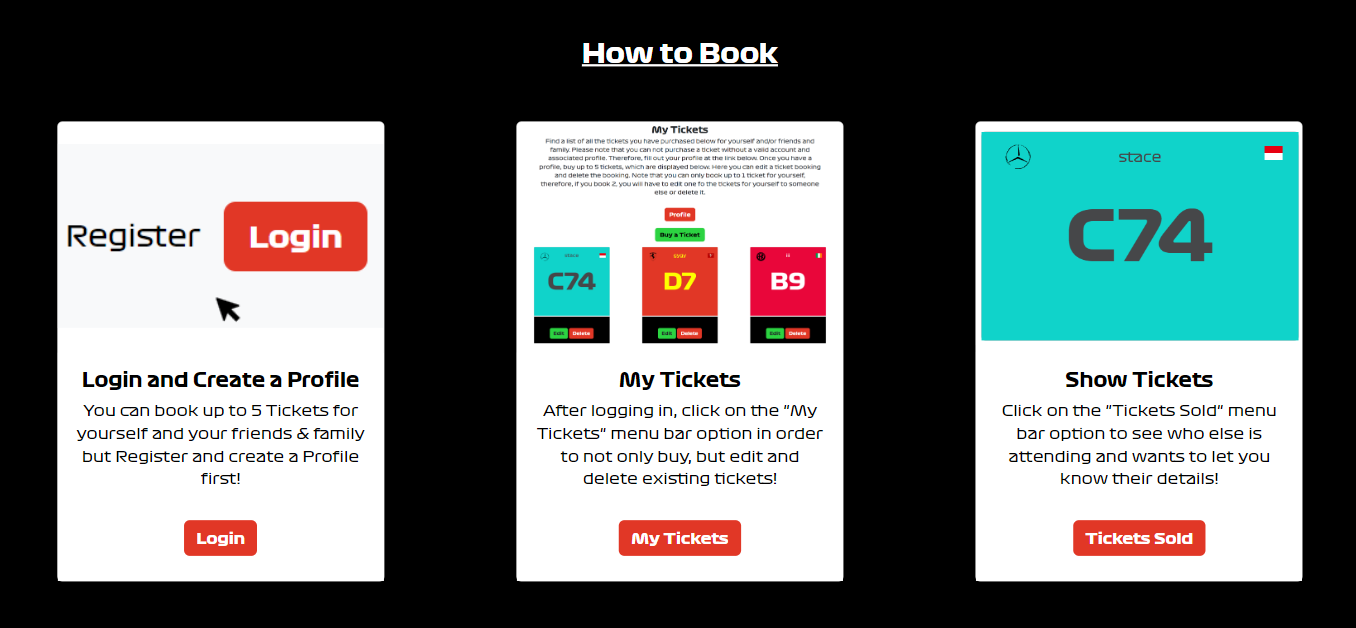 How to Book
Register
Login
Login and Create a Profile
You can book up to 5 Tickets for
yourself and your friends & family
but Register and create a Profile
first!
Login
My Tickets
Find a list of all the tickets you have purchased below for yourself and/or friends and
family. Please note that you can not purchase a ticket without a valid account and
associated profile. Therefore, fill out your profile at the link below. Once you have a
profile, buy up to 5 tickets, which are displayed below. Here you can edit a ticket booking
and delete the booking. Note that you can only book up to 1 ticket for yourself,
therefore, if you book 2, you will have to edit one fo the tickets for yourself to someone
else or delete it.
Profile
Buy a Ticket
stace
C74 D7 B9
Edit Delete Edit Delete Edit Delete
My Tickets
After logging in, click on the "My
Tickets" menu bar option in order
to not only buy, but edit and
delete existing tickets!
My Tickets
stace
C74
Show Tickets
Click on the "Tickets Sold" menu
bar option to see who else is
attending and wants to let you
know their details!
Tickets Sold